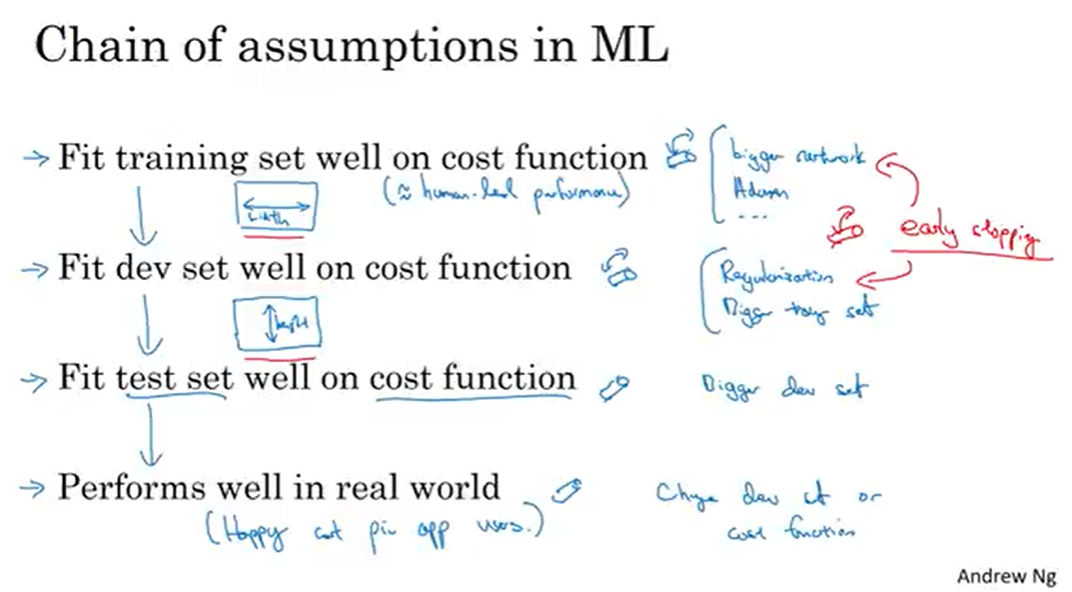 Chain of assumptions in ML
→ Fit training set well on cost function
(≈ human-level performance)
bigger network
Adam
...
width
early stopping
→ Fit dev set well on cost function
Regularization
Bigger train set
height
→ Fit test set well on cost function
Bigger dev set
→ Performs well in real world
(Happy cat pic app users.)
Change dev set or
cost function
Andrew Ng